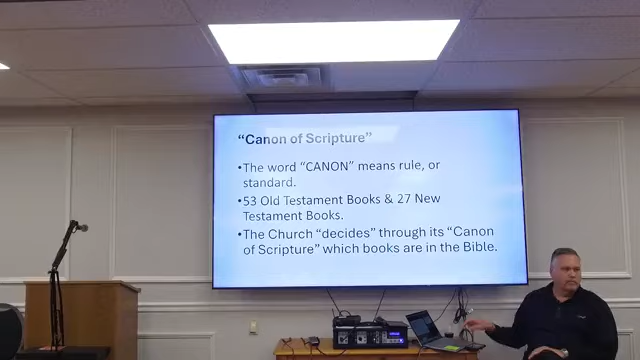 “Canon of Scripture”
•The word “CANON” means rule, or
standard.
•53 Old Testament Books & 27 New
Testament Books.
•The Church “decides” through its “Canon
of Scripture” which books are in the Bible.